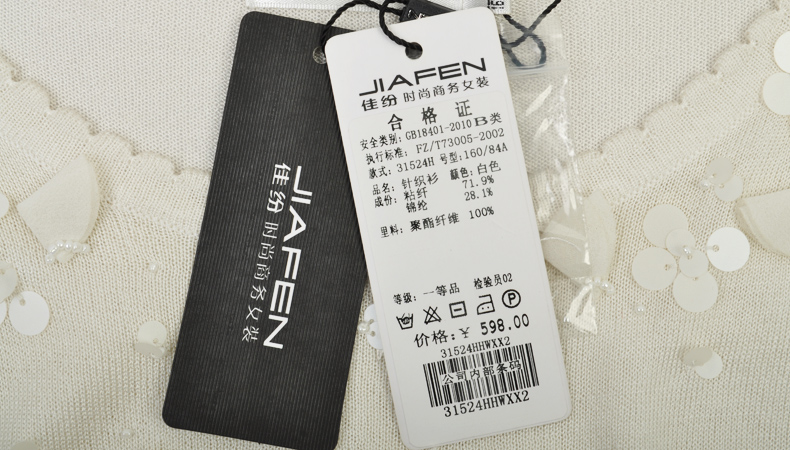 JIAFEN
佳纷 时尚商务女装
JIAFEN
佳纷 时尚商务女装
合格证
安全类别: GB18401-2010 B类
执行标准: FZ/T73005-2002
款式: 31524H 号型:160/84A
品名: 针织衫 颜色: 白色
成份: 粘纤 71.9%
锦纶 28.1%
里料: 聚酯纤维 100%
等级: 一等品 检验员02
P
价格:¥ 598.00
31524HHWXX2
公司内部条码
31524HHWXX2